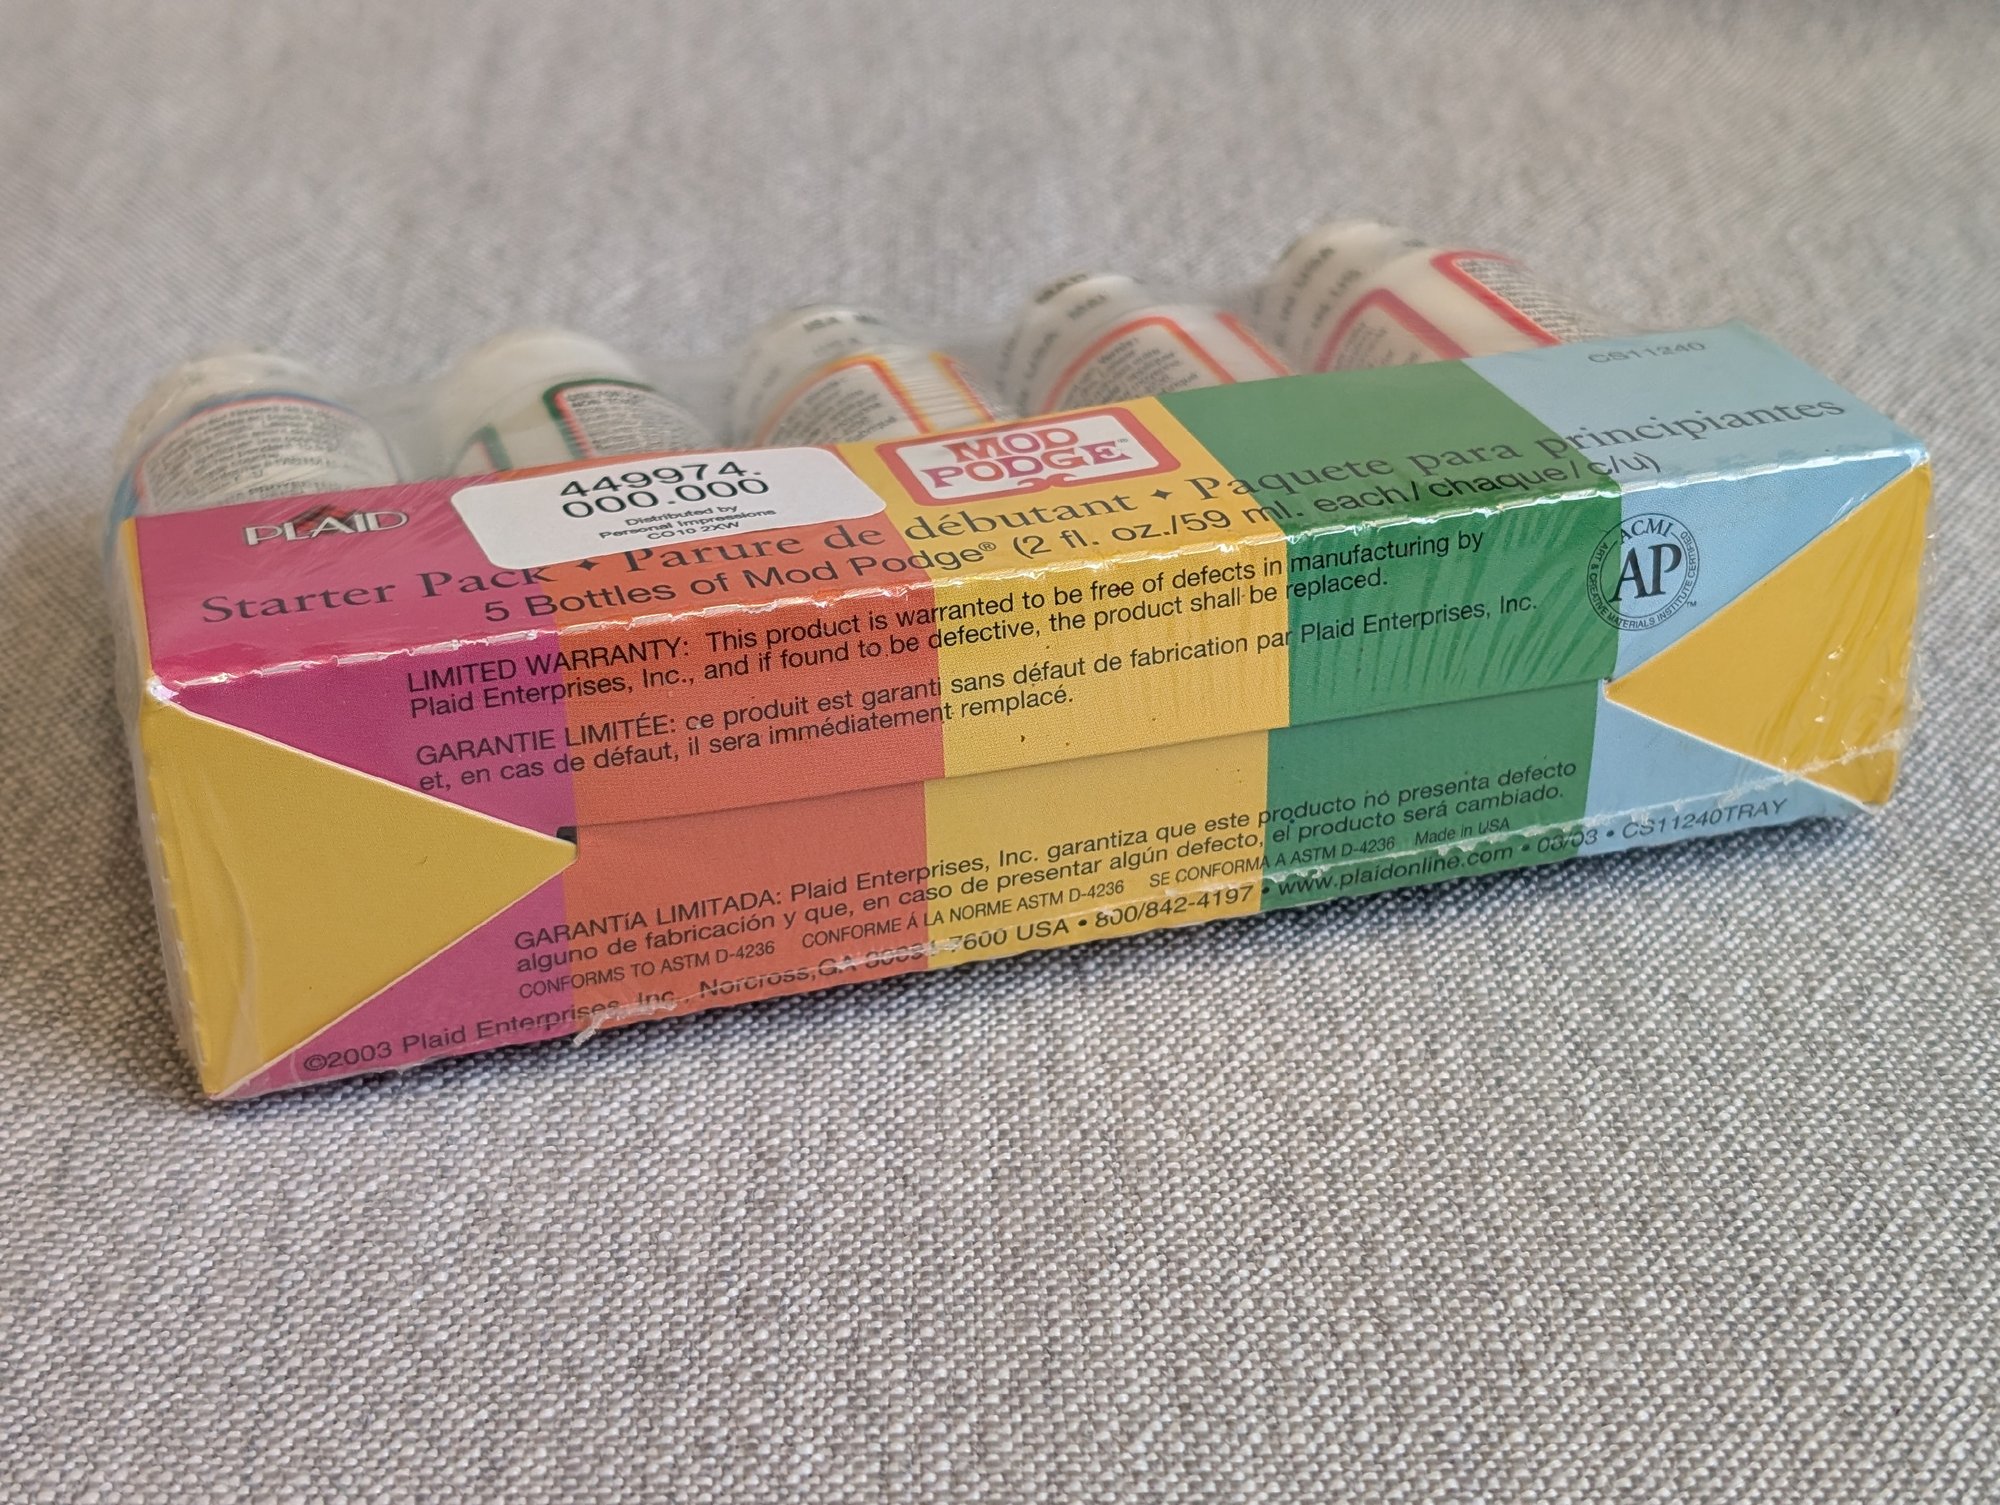 CS11240
MOD
PODGE®
PLAID
449974.
000.000
Distributed by
Personal Impressions
CO10 2XW
Starter Pack ✦ Parure de débutant ✦ Paquete para principiantes
5 Bottles of Mod Podge® (2 fl. oz./59 ml. each/chaque/c/u)
LIMITED WARRANTY: This product is warranted to be free of defects in manufacturing by
Plaid Enterprises, Inc., and if found to be defective, the product shall be replaced.
GARANTIE LIMITÉE: ce produit est garanti sans défaut de fabrication par Plaid Enterprises, Inc.
et, en cas de défaut, il sera immédiatement remplacé.
ACMI
AP
ART & CREATIVE MATERIALS INSTITUTE CERTIFIED
TM
GARANTÍA LIMITADA: Plaid Enterprises, Inc. garantiza que este producto no presenta defecto
alguno de fabricación y que, en caso de presentar algún defecto, el producto será cambiado.
CONFORMS TO ASTM D-4236 CONFORME Á LA NORME ASTM D-4236 SE CONFORMA A ASTM D-4236 Made in USA
©2003 Plaid Enterprises, Inc., Norcross, GA 30091-7600 USA • 800/842-4197 • www.plaidonline.com • 03/03 • CS11240TRAY